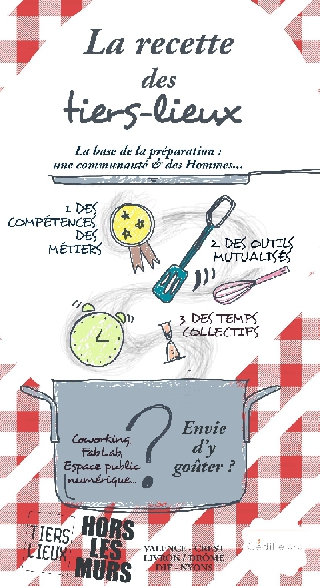 La recette
des
tiers-lieux
La base de la préparation :
une communauté & des Hommes...
1 DES
COMPÉTENCES
DES
MÉTIERS
2 DES OUTILS
MUTUALISÉS
3 DES TEMPS
COLLECTIFS
Coworking
FabLab,
Espace public
numérique...
?
Envie
d'y
goûter ?
TIERS
LIEUX
HORS
LES
MURS
VALENCE - CREST
LIVRON / DRÔME
DIE - NYONS